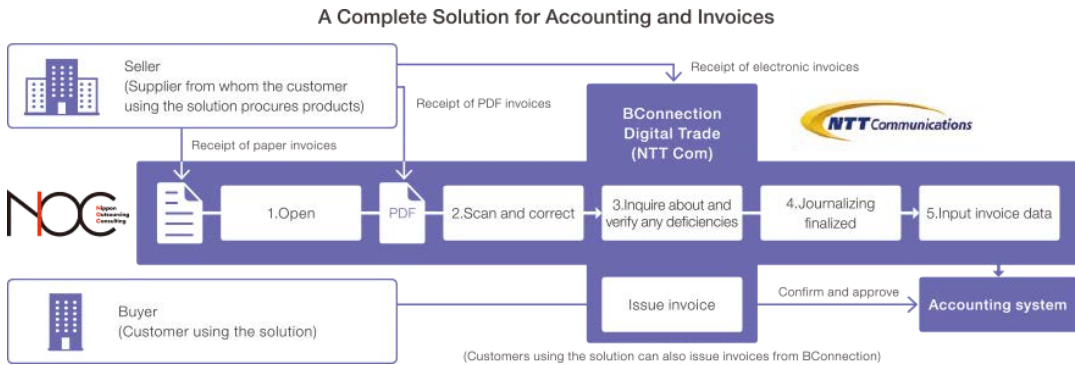 A Complete Solution for Accounting and Invoices
Seller
(Supplier from whom the customer
using the solution procures products)
Receipt of electronic invoices
Receipt of PDF invoices
Receipt of paper invoices
BConnection
Digital Trade
(NTT Com)
NTT Communications
NOC
Nippon
Outsourcing
Consulting
1.Open
PDF
2.Scan and correct
3.Inquire about and
verify any deficiencies
4.Journalizing
finalized
5.Input invoice data
Buyer
(Customer using the solution)
Issue invoice
Confirm and approve
Accounting system
(Customers using the solution can also issue invoices from BConnection)